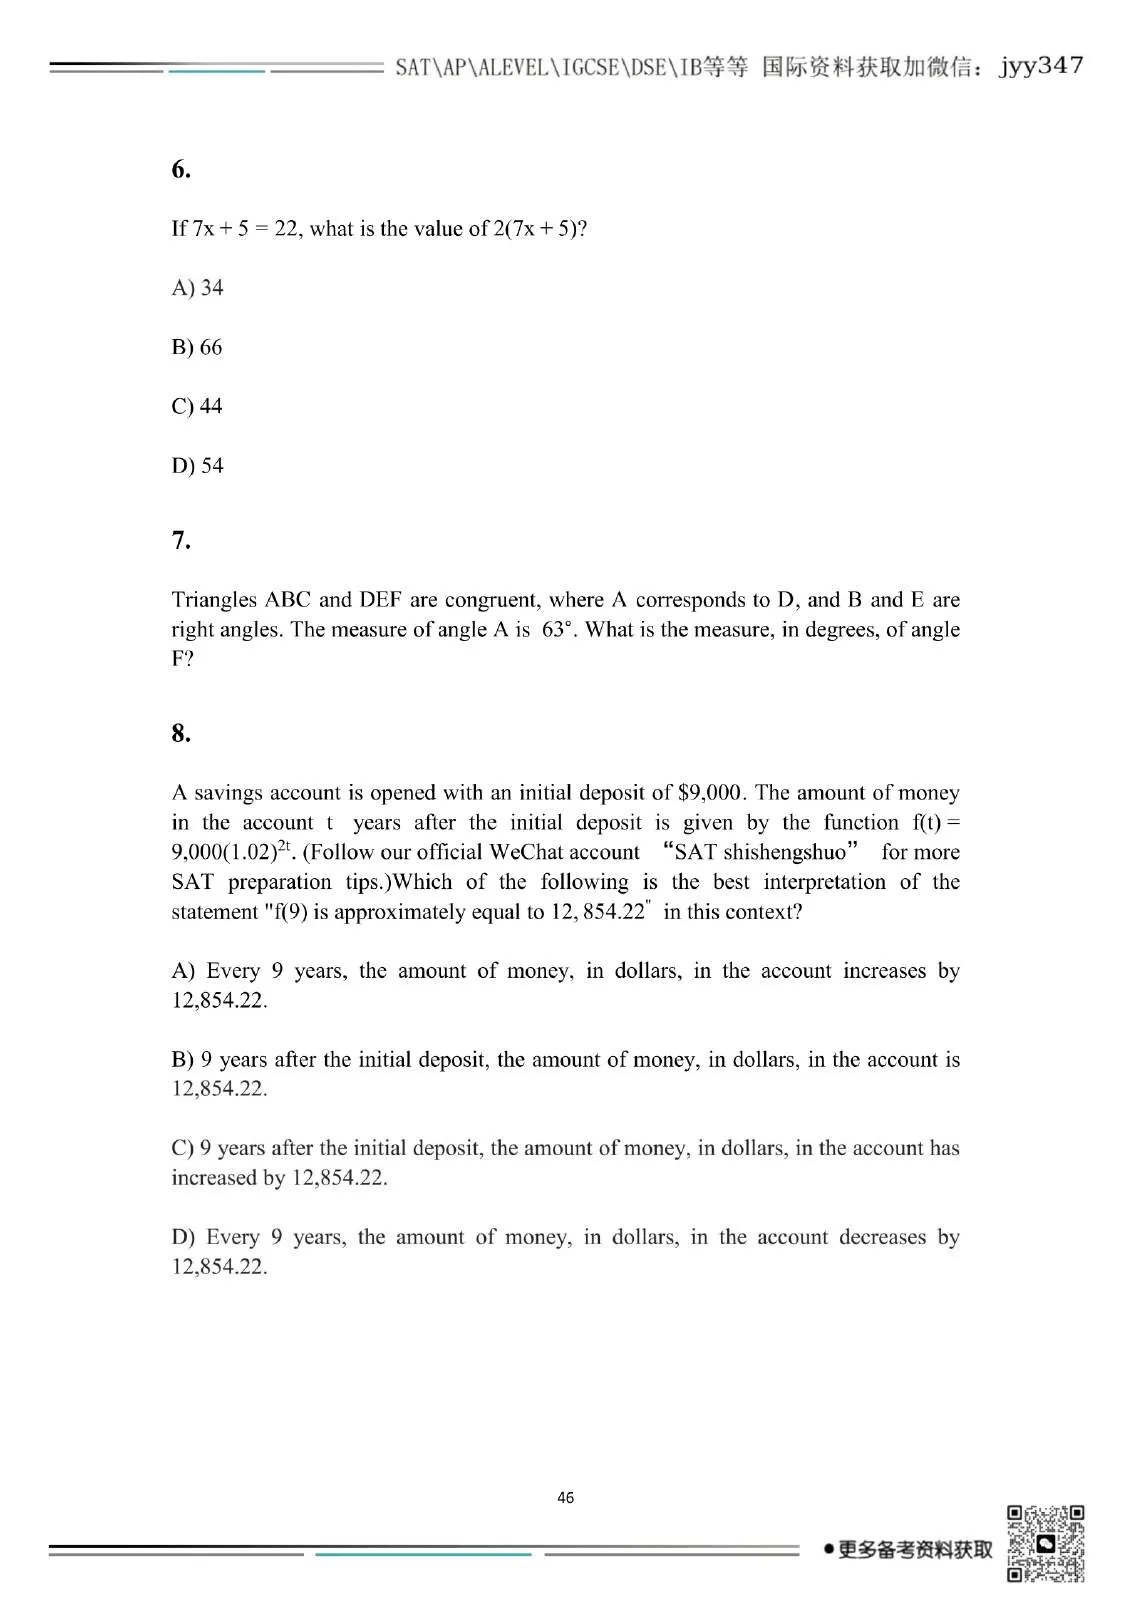 SAT\AP\ALEVEL\IGCSE\DSE\IB等等 国际资料获取加微信: jyy347
6.
If 7x + 5 = 22, what is the value of 2(7x + 5)?
A) 34
B) 66
C) 44
D) 54
7.
Triangles ABC and DEF are congruent, where A corresponds to D, and B and E are
right angles. The measure of angle A is 63°. What is the measure, in degrees, of angle
F?
8.
A savings account is opened with an initial deposit of $9,000. The amount of money
in the account t years after the initial deposit is given by the function f(t) =
9,000(1.02)^{2t}. (Follow our official WeChat account “SAT shishengshuo” for more
SAT preparation tips.)Which of the following is the best interpretation of the
statement "f(9) is approximately equal to 12, 854.22" in this context?
A) Every 9 years, the amount of money, in dollars, in the account increases by
12,854.22.
B) 9 years after the initial deposit, the amount of money, in dollars, in the account is
12,854.22.
C) 9 years after the initial deposit, the amount of money, in dollars, in the account has
increased by 12,854.22.
D) Every 9 years, the amount of money, in dollars, in the account decreases by
12,854.22.
46
●更多备考资料获取